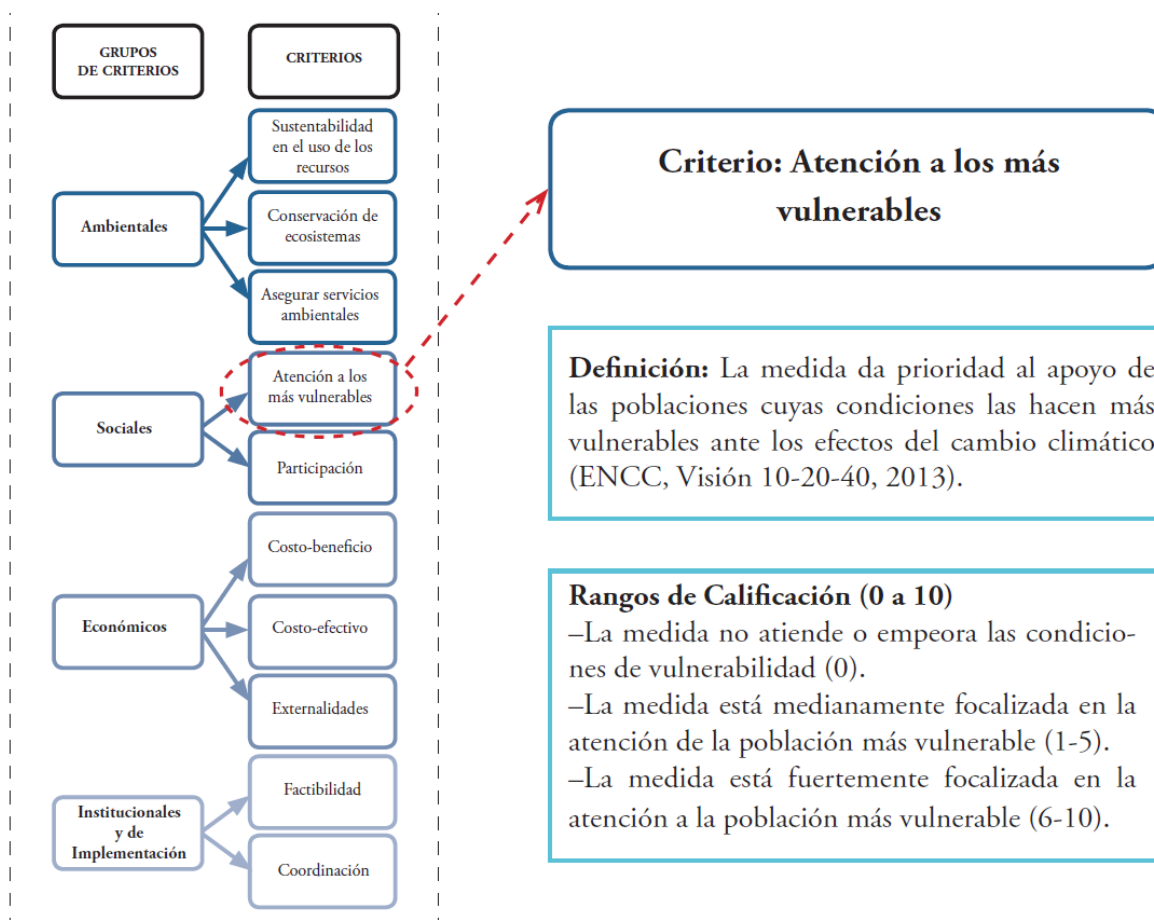 GRUPOS
DE CRITERIOS
CRITERIOS
Ambientales
Sustentabilidad
en el uso de los
recursos
Conservación de
ecosistemas
Asegurar servicios
ambientales
Sociales
Atención a los
más vulnerables
Participación
Económicos
Costo-beneficio
Costo-efectivo
Externalidades
Institucionales
y de
Implementación
Factibilidad
Coordinación
Criterio: Atención a los más
vulnerables
Definición: La medida da prioridad al apoyo de
las poblaciones cuyas condiciones las hacen más
vulnerables ante los efectos del cambio climático
(ENCC, Visión 10-20-40, 2013).
Rangos de Calificación (0 a 10)
–La medida no atiende o empeora las condicio-
nes de vulnerabilidad (0).
–La medida está medianamente focalizada en la
atención de la población más vulnerable (1-5).
–La medida está fuertemente focalizada en la
atención a la población más vulnerable (6-10).